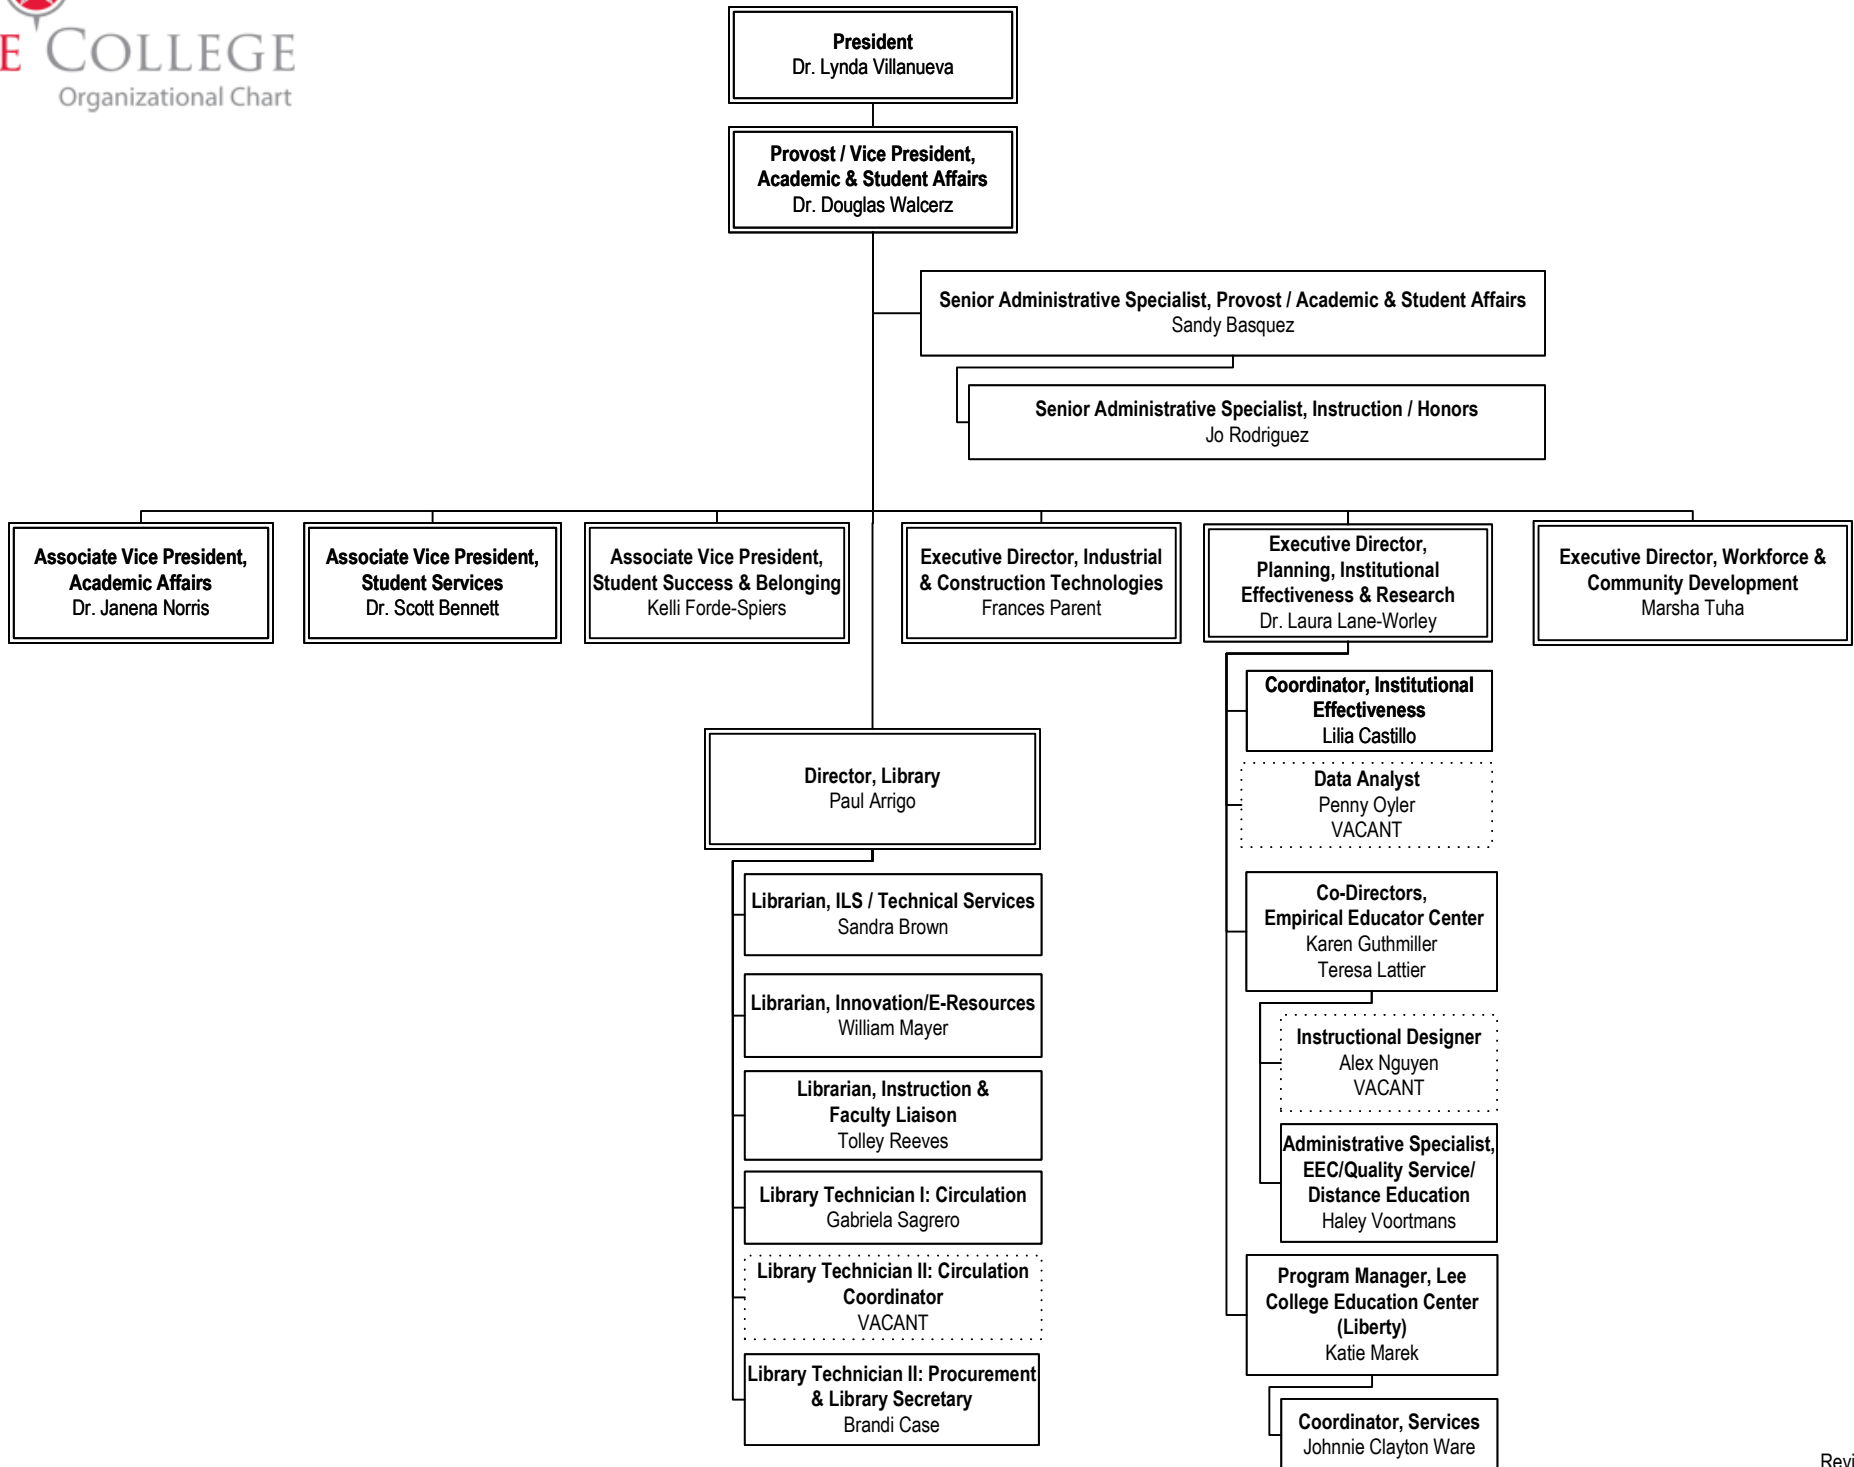 E COLLEGE
Organizational Chart
President
Dr. Lynda Villanueva
Provost / Vice President,
Academic & Student Affairs
Dr. Douglas Walcerz
Senior Administrative Specialist, Provost / Academic & Student Affairs
Sandy Basquez
Senior Administrative Specialist, Instruction / Honors
Jo Rodriguez
Associate Vice President,
Academic Affairs
Dr. Janena Norris
Associate Vice President,
Student Services
Dr. Scott Bennett
Associate Vice President,
Student Success & Belonging
Kelli Forde-Spiers
Executive Director, Industrial
& Construction Technologies
Frances Parent
Executive Director,
Planning, Institutional
Effectiveness & Research
Dr. Laura Lane-Worley
Executive Director, Workforce &
Community Development
Marsha Tuha
Director, Library
Paul Arrigo
Librarian, ILS / Technical Services
Sandra Brown
Librarian, Innovation/E-Resources
William Mayer
Librarian, Instruction &
Faculty Liaison
Tolley Reeves
Library Technician I: Circulation
Gabriela Sagrero
Library Technician II: Circulation
Coordinator
VACANT
Library Technician II: Procurement
& Library Secretary
Brandi Case
Coordinator, Institutional
Effectiveness
Lilia Castillo
Data Analyst
Penny Oyler
VACANT
Co-Directors,
Empirical Educator Center
Karen Guthmiller
Teresa Lattier
Instructional Designer
Alex Nguyen
VACANT
Administrative Specialist,
EEC/Quality Service/
Distance Education
Haley Voortmans
Program Manager, Lee
College Education Center
(Liberty)
Katie Marek
Coordinator, Services
Johnnie Clayton Ware
Revi